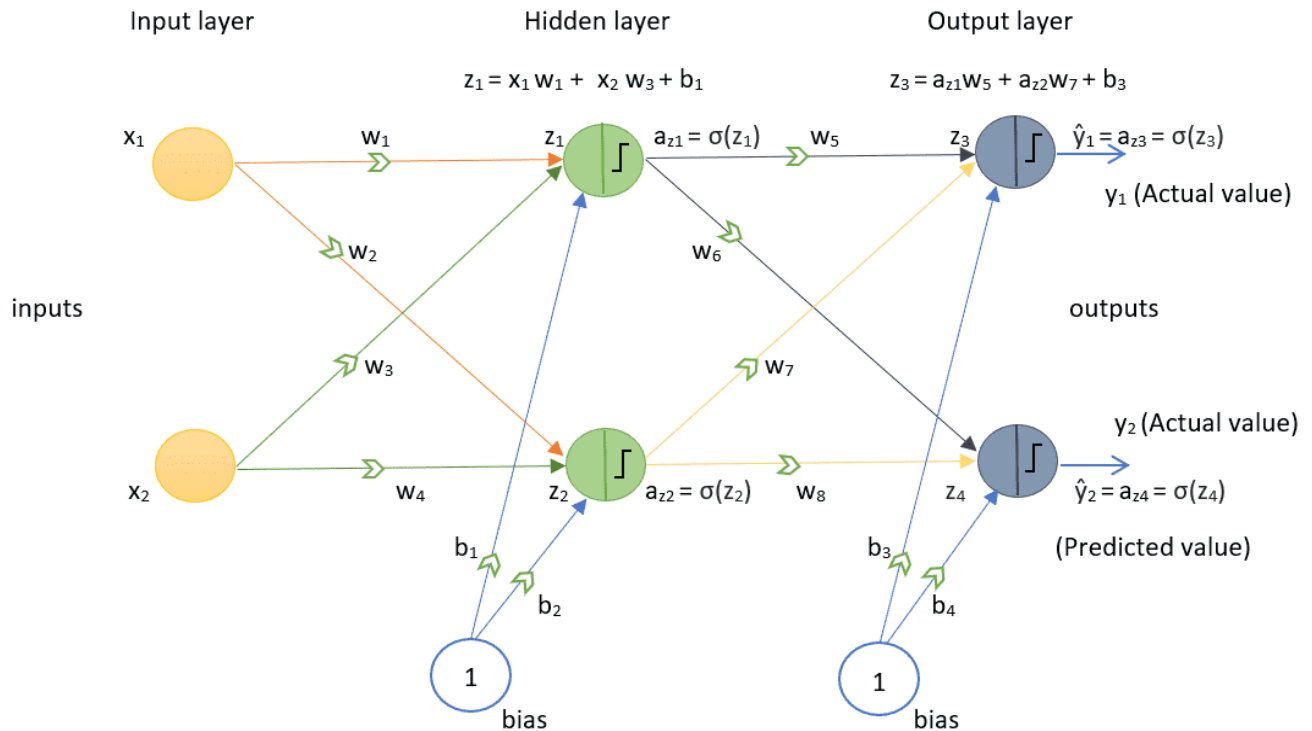 Input layer
Hidden layer
Output layer
z₁ = x₁ w₁ + x₂ w₃ + b₁
z₃ = a_z1w₅ + a_z2w₇ + b₃
x₁
w₁
z₁
a_z1 = σ(z₁)
w₅
z₃
ŷ₁ = a_z3 = σ(z₃)
y₁ (Actual value)
w₂
w₆
inputs
outputs
w₃
w₇
y₂ (Actual value)
x₂
w₄
z₂
a_z2 = σ(z₂)
w₈
z₄
ŷ₂ = a_z4 = σ(z₄)
(Predicted value)
b₁
b₂
b₃
b₄
1
bias
1
bias